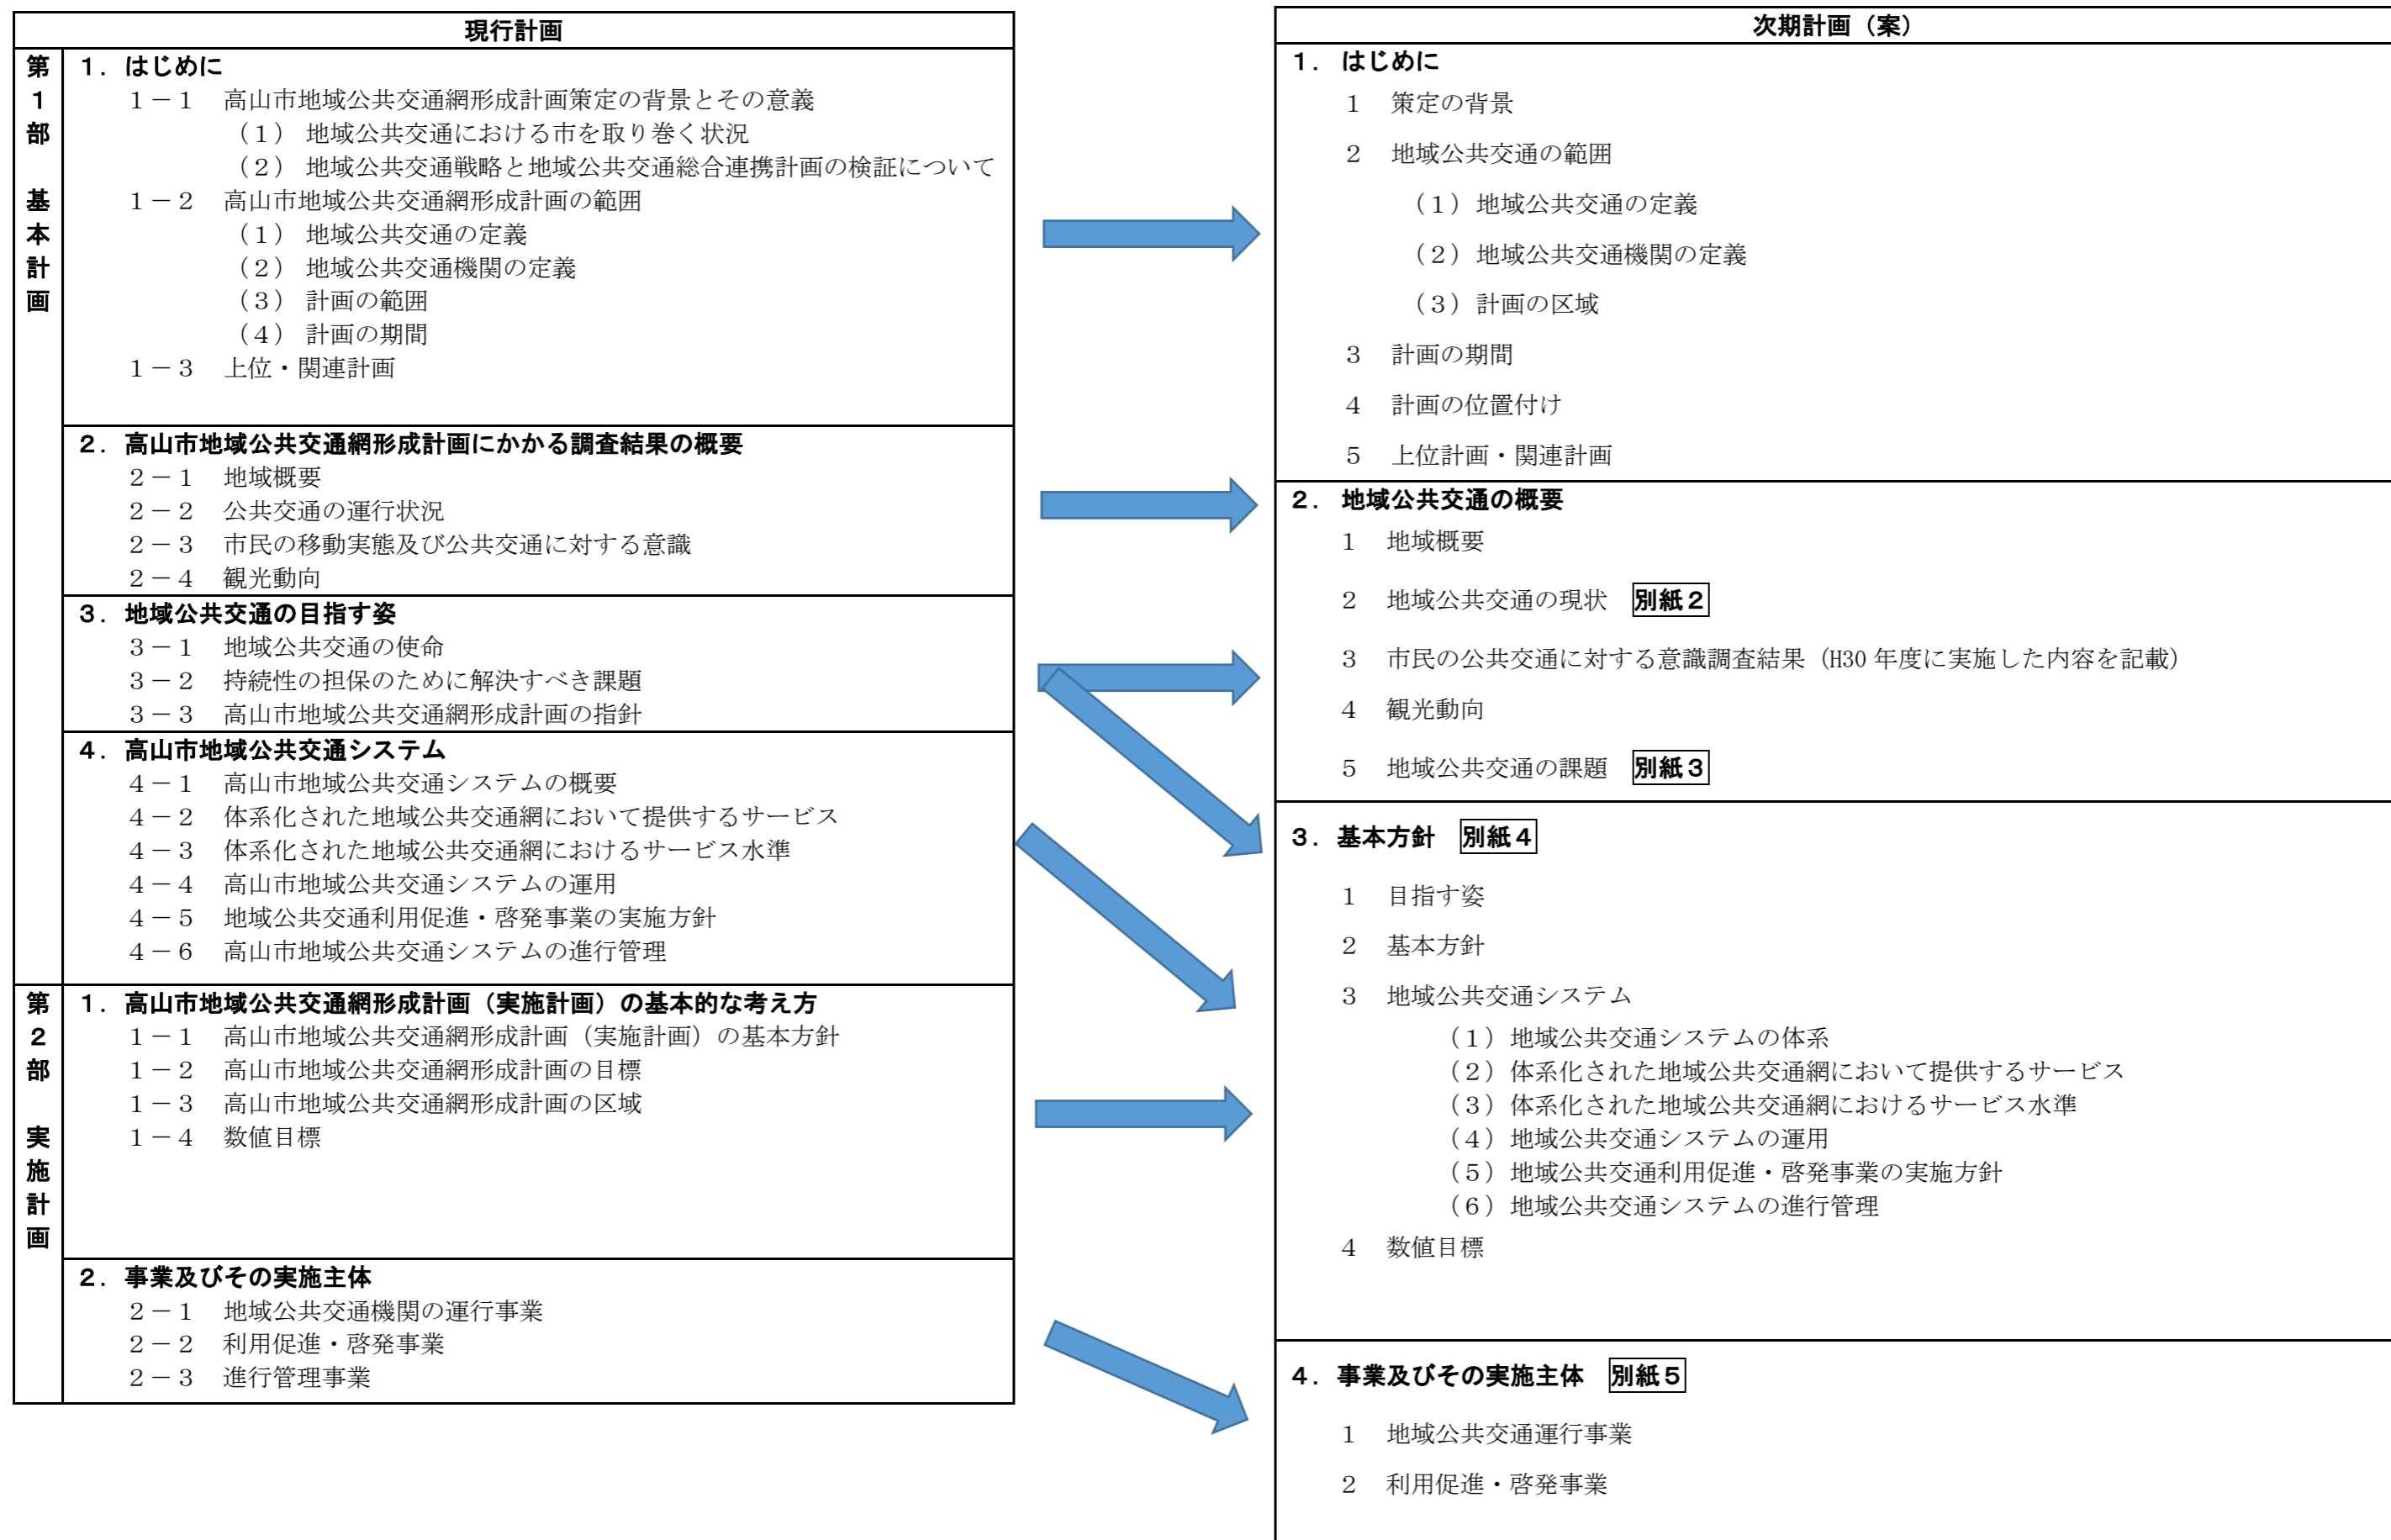 現行計画
第1部 基本計画
1. はじめに
1-1 高山市地域公共交通網形成計画策定の背景とその意義
(1) 地域公共交通における市を取り巻く状況
(2) 地域公共交通戦略と地域公共交通総合連携計画の検証について
1-2 高山市地域公共交通網形成計画の範囲
(1) 地域公共交通の定義
(2) 地域公共交通機関の定義
(3) 計画の範囲
(4) 計画の期間
1-3 上位・関連計画
2. 高山市地域公共交通網形成計画にかかる調査結果の概要
2-1 地域概要
2-2 公共交通の運行状況
2-3 市民の移動実態及び公共交通に対する意識
2-4 観光動向
3. 地域公共交通の目指す姿
3-1 地域公共交通の使命
3-2 持続性の担保のために解決すべき課題
3-3 高山市地域公共交通網形成計画の指針
4. 高山市地域公共交通システム
4-1 高山市地域公共交通システムの概要
4-2 体系化された地域公共交通網において提供するサービス
4-3 体系化された地域公共交通網におけるサービス水準
4-4 高山市地域公共交通システムの運用
4-5 地域公共交通利用促進・啓発事業の実施方針
4-6 高山市地域公共交通システムの進行管理
第2部 実施計画
1. 高山市地域公共交通網形成計画(実施計画)の基本的な考え方
1-1 高山市地域公共交通網形成計画(実施計画)の基本方針
1-2 高山市地域公共交通網形成計画の目標
1-3 高山市地域公共交通網形成計画の区域
1-4 数値目標
2. 事業及びその実施主体
2-1 地域公共交通機関の運行事業
2-2 利用促進・啓発事業
2-3 進行管理事業
次期計画(案)
1. はじめに
1 策定の背景
2 地域公共交通の範囲
(1)地域公共交通の定義
(2)地域公共交通機関の定義
(3)計画の区域
3 計画の期間
4 計画の位置付け
5 上位計画・関連計画
2. 地域公共交通の概要
1 地域概要
2 地域公共交通の現状 別紙2
3 市民の公共交通に対する意識調査結果(H30年度に実施した内容を記載)
4 観光動向
5 地域公共交通の課題 別紙3
3. 基本方針 別紙4
1 目指す姿
2 基本方針
3 地域公共交通システム
(1)地域公共交通システムの体系
(2)体系化された地域公共交通網において提供するサービス
(3)体系化された地域公共交通網におけるサービス水準
(4)地域公共交通システムの運用
(5)地域公共交通利用促進・啓発事業の実施方針
(6)地域公共交通システムの進行管理
4 数値目標
4. 事業及びその実施主体 別紙5
1 地域公共交通運行事業
2 利用促進・啓発事業